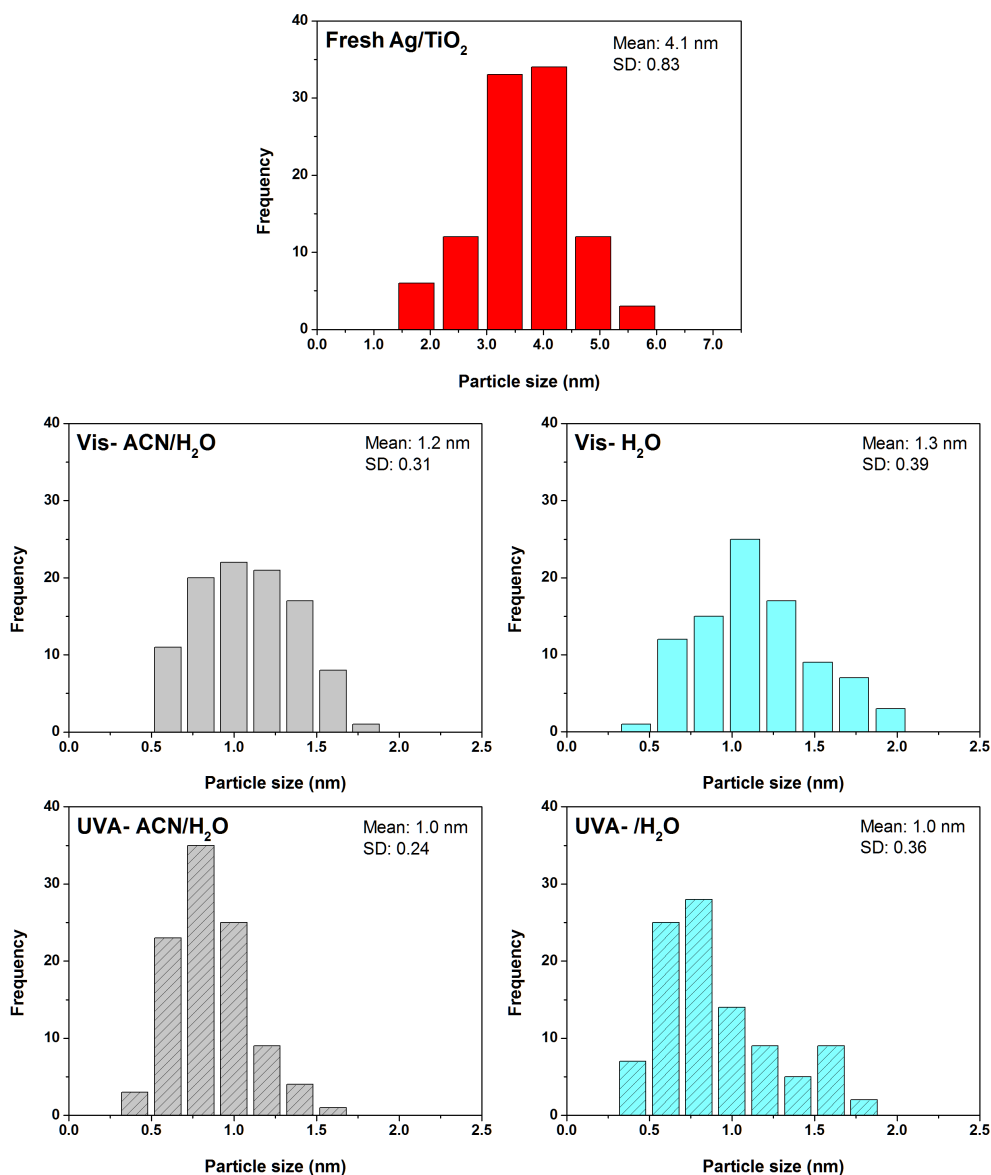 Fresh Ag/TiO₂
Mean: 4.1 nm
SD: 0.83
Frequency
40
30
20
10
0
0.0 1.0 2.0 3.0 4.0 5.0 6.0 7.0
Particle size (nm)
Vis- ACN/H₂O
Mean: 1.2 nm
SD: 0.31
Frequency
40
30
20
10
0
0.0 0.5 1.0 1.5 2.0 2.5
Particle size (nm)
Vis- H₂O
Mean: 1.3 nm
SD: 0.39
Frequency
40
30
20
10
0
0.0 0.5 1.0 1.5 2.0 2.5
Particle size (nm)
UVA- ACN/H₂O
Mean: 1.0 nm
SD: 0.24
Frequency
40
30
20
10
0
0.0 0.5 1.0 1.5 2.0 2.5
Particle size (nm)
UVA- /H₂O
Mean: 1.0 nm
SD: 0.36
Frequency
40
30
20
10
0
0.0 0.5 1.0 1.5 2.0 2.5
Particle size (nm)